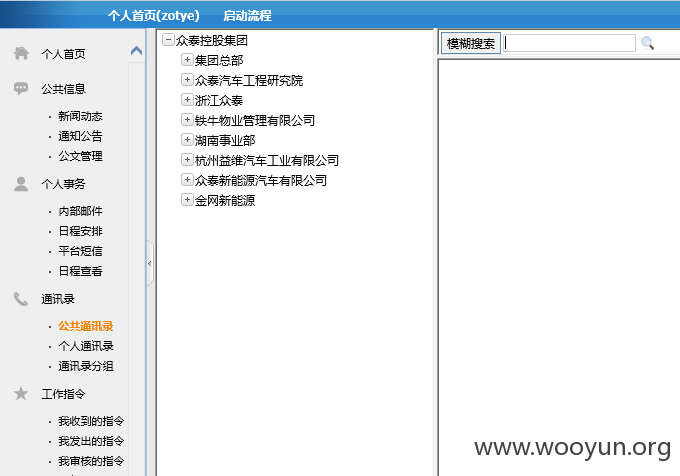 个人首页(zotye) 启动流程
个人首页
公共信息
新闻动态
通知公告
公文管理
个人事务
内部邮件
日程安排
平台短信
日程查看
通讯录
公共通讯录
个人通讯录
通讯录分组
工作指令
我收到的指令
我发出的指令
我审核的指令
众泰控股集团
集团总部
众泰汽车工程研究院
浙江众泰
铁牛物业管理有限公司
湖南事业部
杭州益维汽车工业有限公司
众泰新能源汽车有限公司
金网新能源
模糊搜索
www.wooyun.org